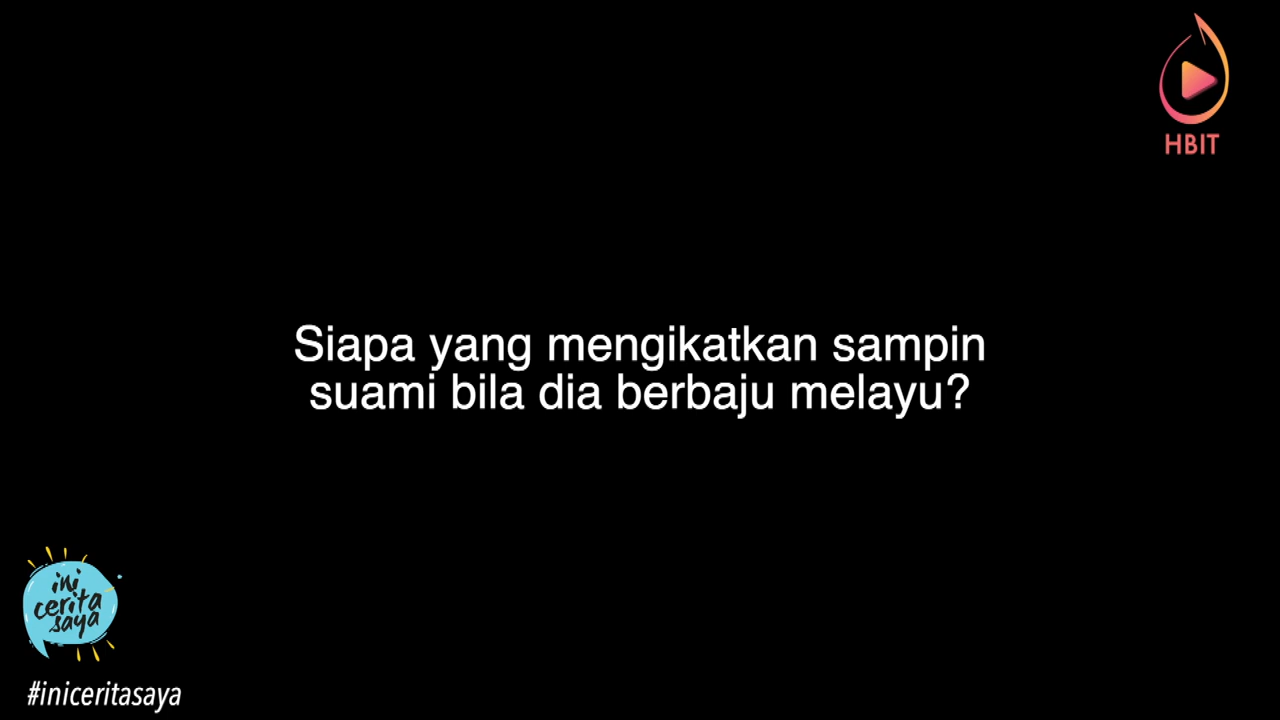 HBIT
Siapa yang mengikatkan sampin
suami bila dia berbaju melayu?
ini
cerita
saya
#iniceritasaya